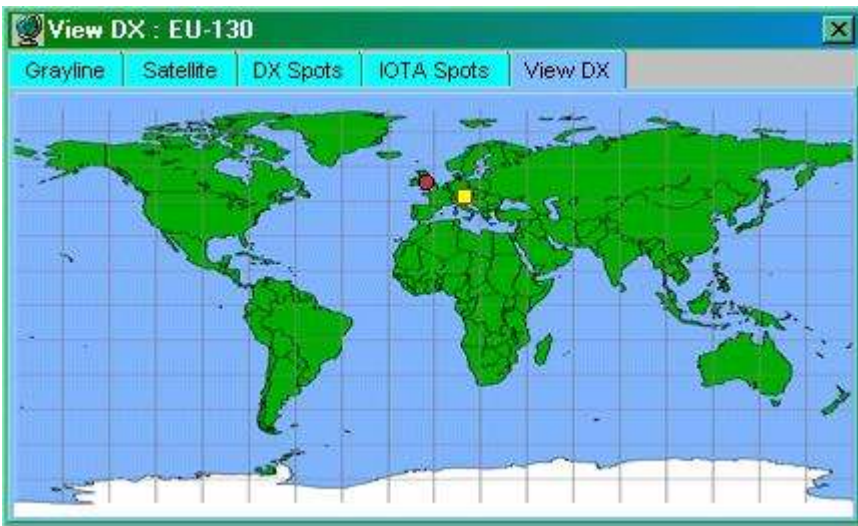 View DX : EU-130
Grayline Satellite DX Spots IOTA Spots View DX